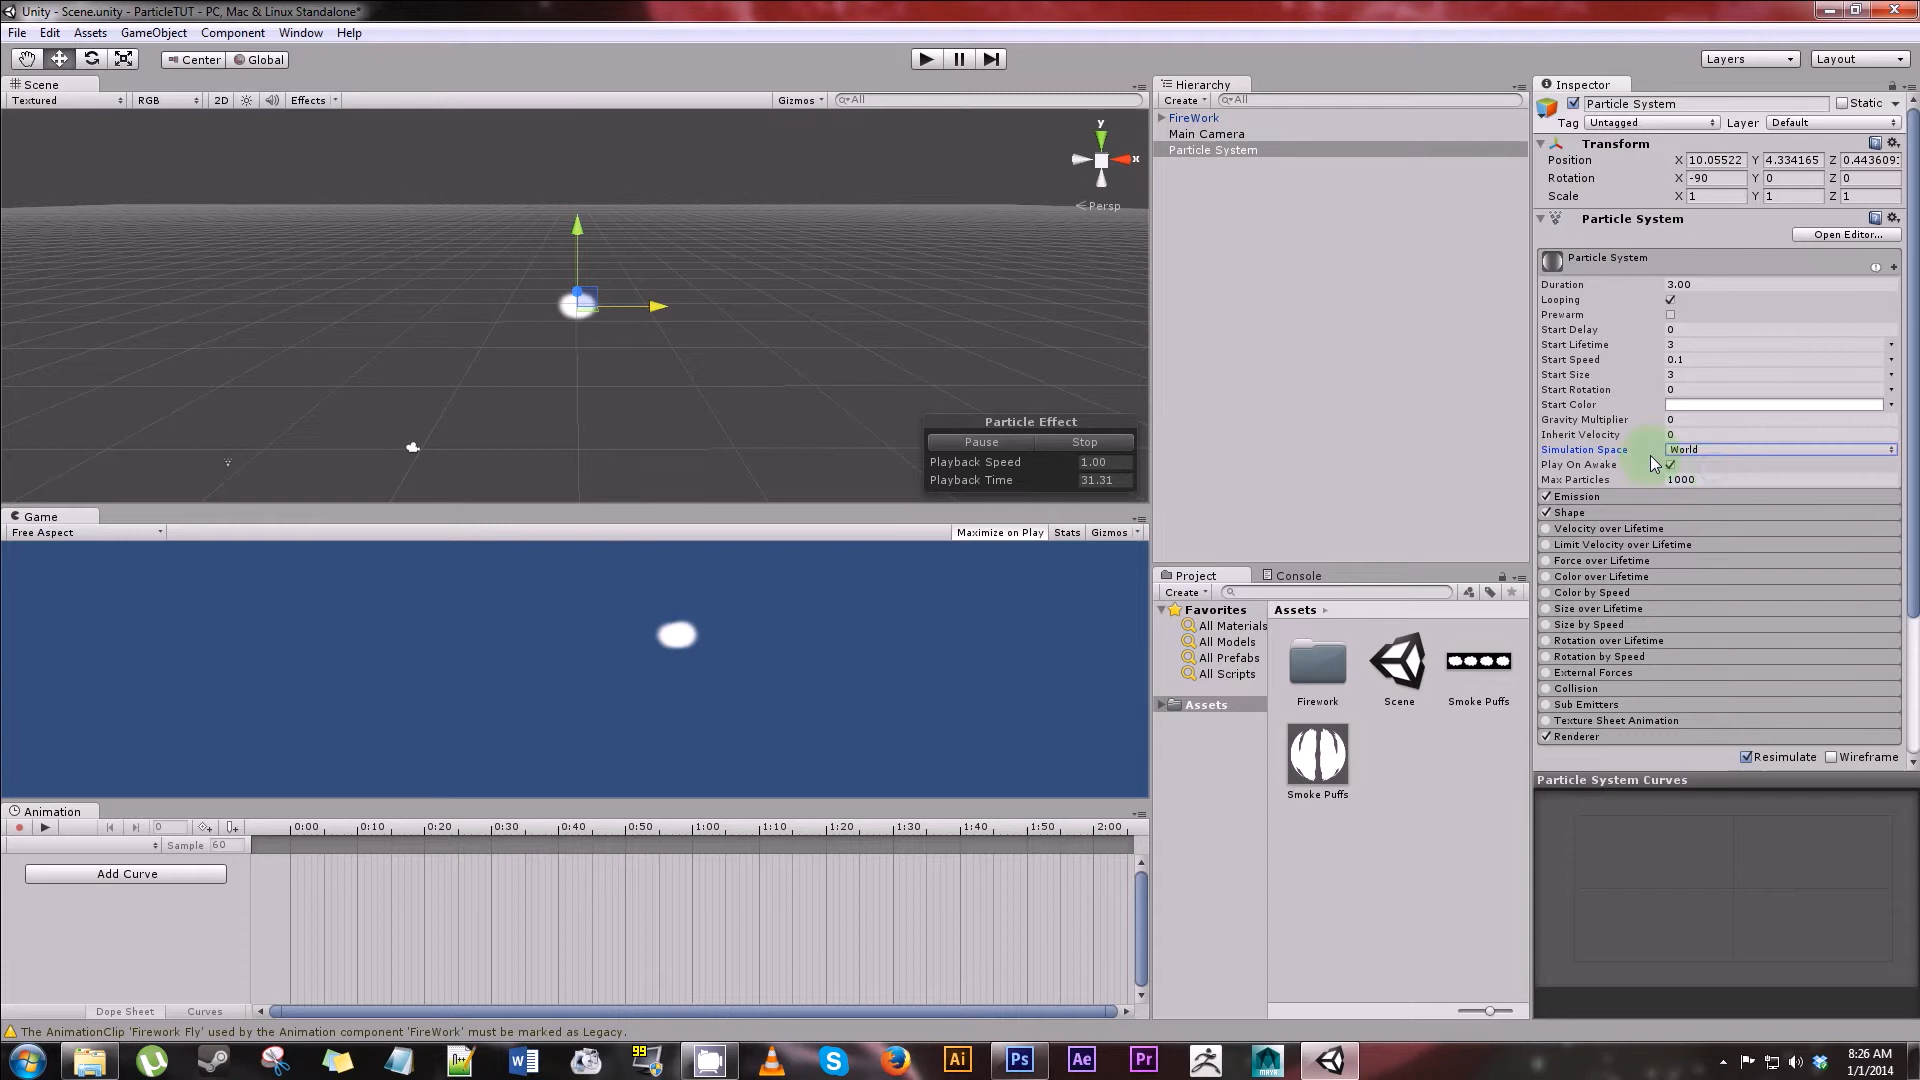 Unity - Scene.unity - ParticleTUT - PC, Mac & Linux Standalone*
File Edit Assets GameObject Component Window Help
Center Global Layers Layout
Scene
Textured RGB 2D Effects Gizmos All
y
x
Persp
Particle Effect
Pause Stop
Playback Speed 1.00
Playback Time 31.31
Game
Free Aspect Maximize on Play Stats Gizmos
Animation
0 0:00 0:10 0:20 0:30 0:40 0:50 1:00 1:10 1:20 1:30 1:40 1:50 2:00
Sample 60
Add Curve
Dope Sheet Curves
The AnimationClip 'Firework Fly' used by the Animation component 'FireWork' must be marked as Legacy.
Hierarchy
Create All
FireWork
Main Camera
Particle System
Project Console
Create
Favorites
All Materials
All Models
All Prefabs
All Scripts
Assets
Assets
Firework Scene Smoke Puffs
Smoke Puffs
Inspector
Particle System Static
Tag Untagged Layer Default
Transform
Position X 10.05522 Y 4.334165 Z 0.443609
Rotation X -90 Y 0 Z 0
Scale X 1 Y 1 Z 1
Particle System
Open Editor...
Particle System
Duration 3.00
Looping
Prewarm
Start Delay 0
Start Lifetime 3
Start Speed 0.1
Start Size 3
Start Rotation 0
Start Color
Gravity Multiplier 0
Inherit Velocity 0
Simulation Space World
Play On Awake
Max Particles 1000
Emission
Shape
Velocity over Lifetime
Limit Velocity over Lifetime
Force over Lifetime
Color over Lifetime
Color by Speed
Size over Lifetime
Size by Speed
Rotation over Lifetime
Rotation by Speed
External Forces
Collision
Sub Emitters
Texture Sheet Animation
Renderer
Resimulate Wireframe
Particle System Curves
99 Ai Ps Ae Pr
8:26 AM
1/1/2014